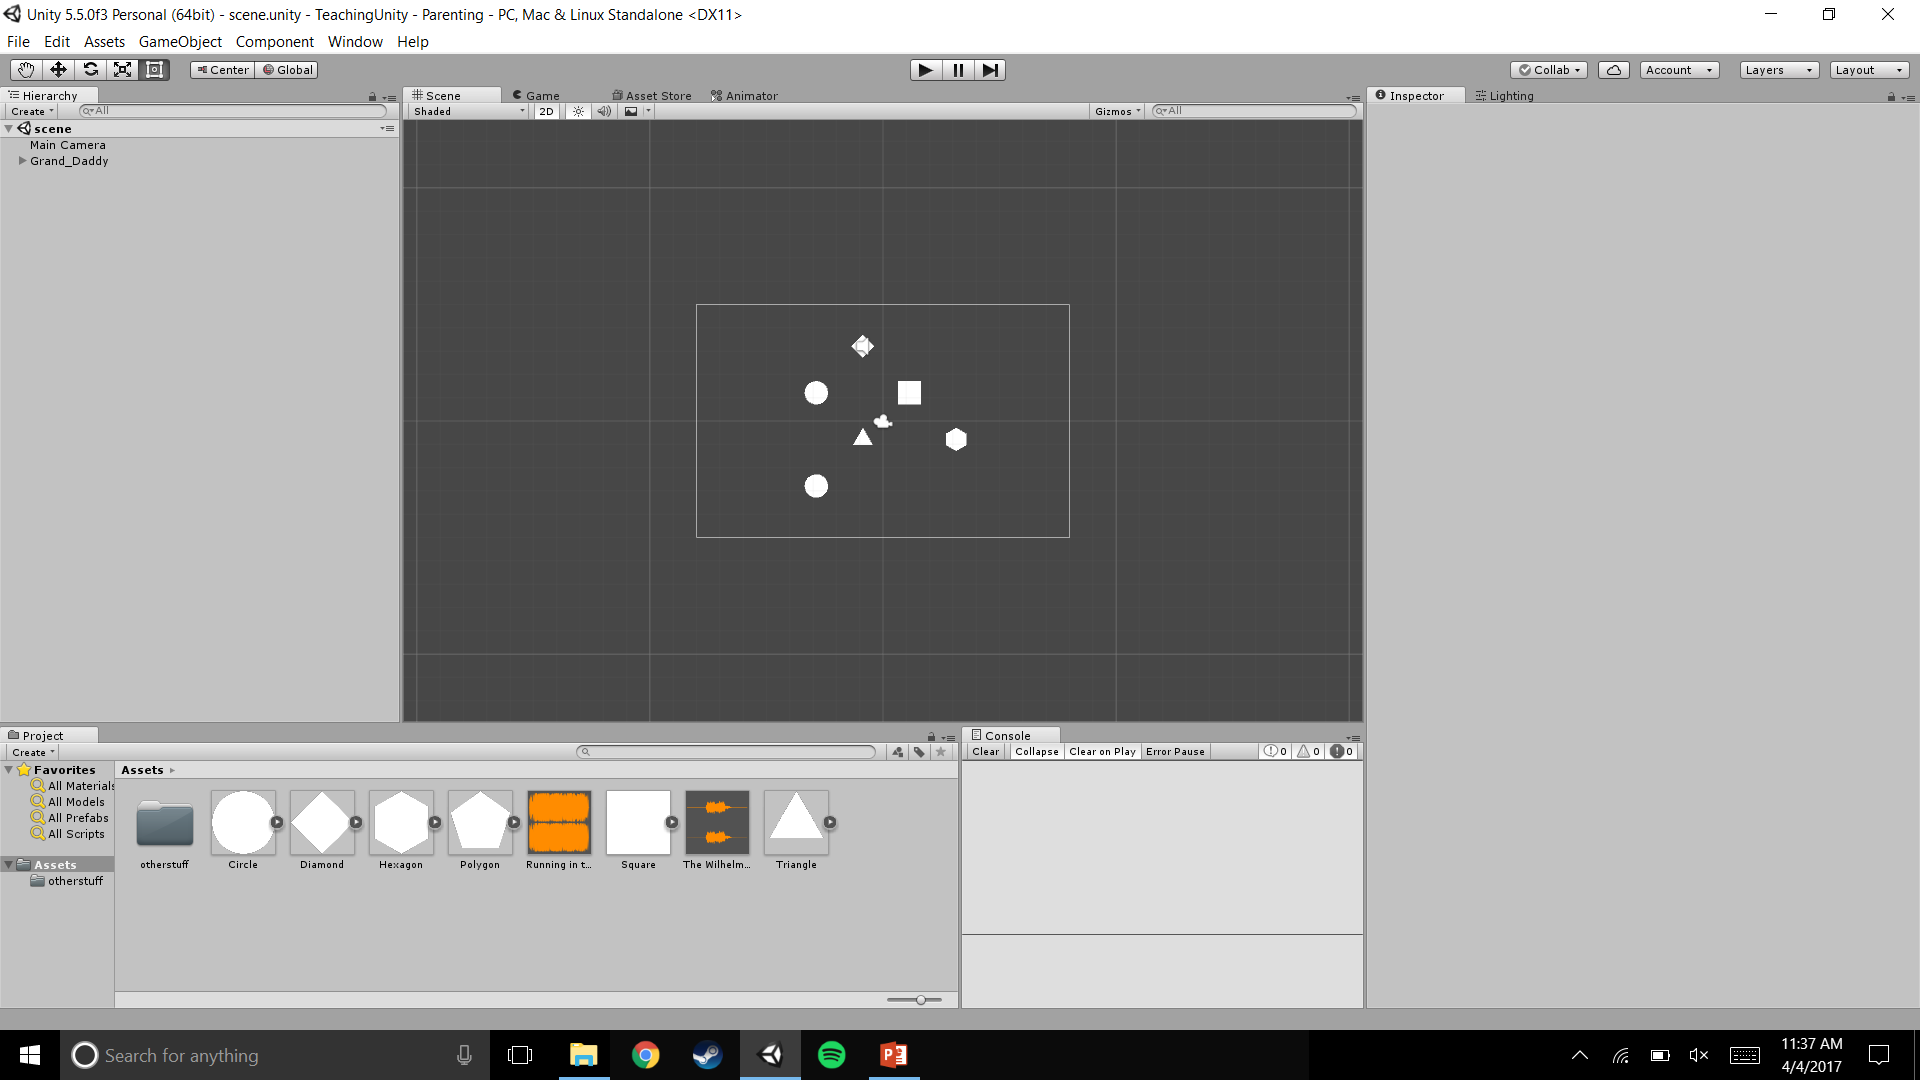 Unity 5.5.0f3 Personal (64bit) - scene.unity - TeachingUnity - Parenting - PC, Mac & Linux Standalone <DX11>
File Edit Assets GameObject Component Window Help
Center Global Collab Account Layers Layout
Hierarchy
Create All
scene
Main Camera
Grand_Daddy
Scene Game Asset Store Animator
Shaded 2D Gizmos All
Inspector Lighting
Project
Create
Favorites
All Materials
All Models
All Prefabs
All Scripts
Assets
otherstuff
Assets
otherstuff Circle Diamond Hexagon Polygon Running in t... Square The Wilhelm... Triangle
Console
Clear Collapse Clear on Play Error Pause 0 0 0
Search for anything
11:37 AM
4/4/2017